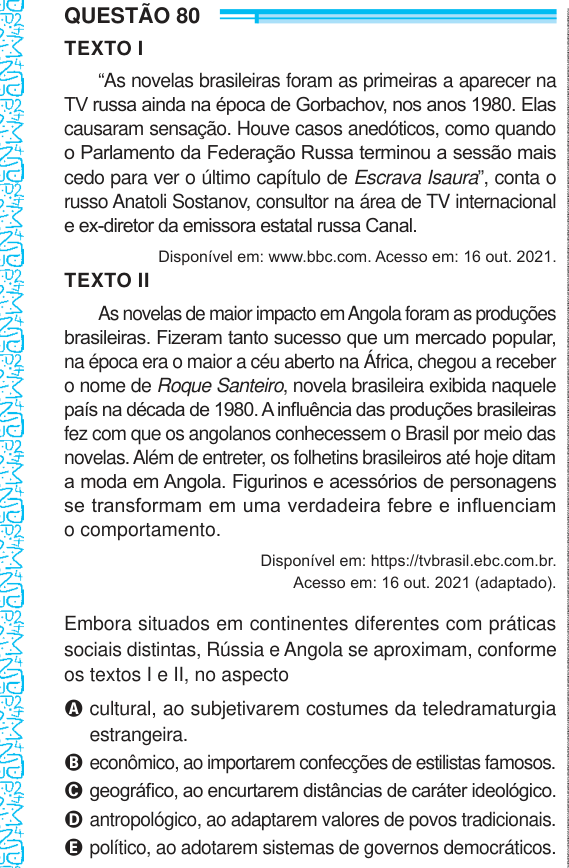 QUESTÃO 80
TEXTO I
“As novelas brasileiras foram as primeiras a aparecer na
TV russa ainda na época de Gorbachov, nos anos 1980. Elas
causaram sensação. Houve casos anedóticos, como quando
o Parlamento da Federação Russa terminou a sessão mais
cedo para ver o último capítulo de Escrava Isaura”, conta o
russo Anatoli Sostanov, consultor na área de TV internacional
e ex-diretor da emissora estatal russa Canal.
Disponível em: www.bbc.com. Acesso em: 16 out. 2021.
TEXTO II
As novelas de maior impacto em Angola foram as produções
brasileiras. Fizeram tanto sucesso que um mercado popular,
na época era o maior a céu aberto na África, chegou a receber
o nome de Roque Santeiro, novela brasileira exibida naquele
país na década de 1980. A influência das produções brasileiras
fez com que os angolanos conhecessem o Brasil por meio das
novelas. Além de entreter, os folhetins brasileiros até hoje ditam
a moda em Angola. Figurinos e acessórios de personagens
se transformam em uma verdadeira febre e influenciam
o comportamento.
Disponível em: https://tvbrasil.ebc.com.br.
Acesso em: 16 out. 2021 (adaptado).
Embora situados em continentes diferentes com práticas
sociais distintas, Rússia e Angola se aproximam, conforme
os textos I e II, no aspecto
A cultural, ao subjetivarem costumes da teledramaturgia
estrangeira.
B econômico, ao importarem confecções de estilistas famosos.
C geográfico, ao encurtarem distâncias de caráter ideológico.
D antropológico, ao adaptarem valores de povos tradicionais.
E político, ao adotarem sistemas de governos democráticos.